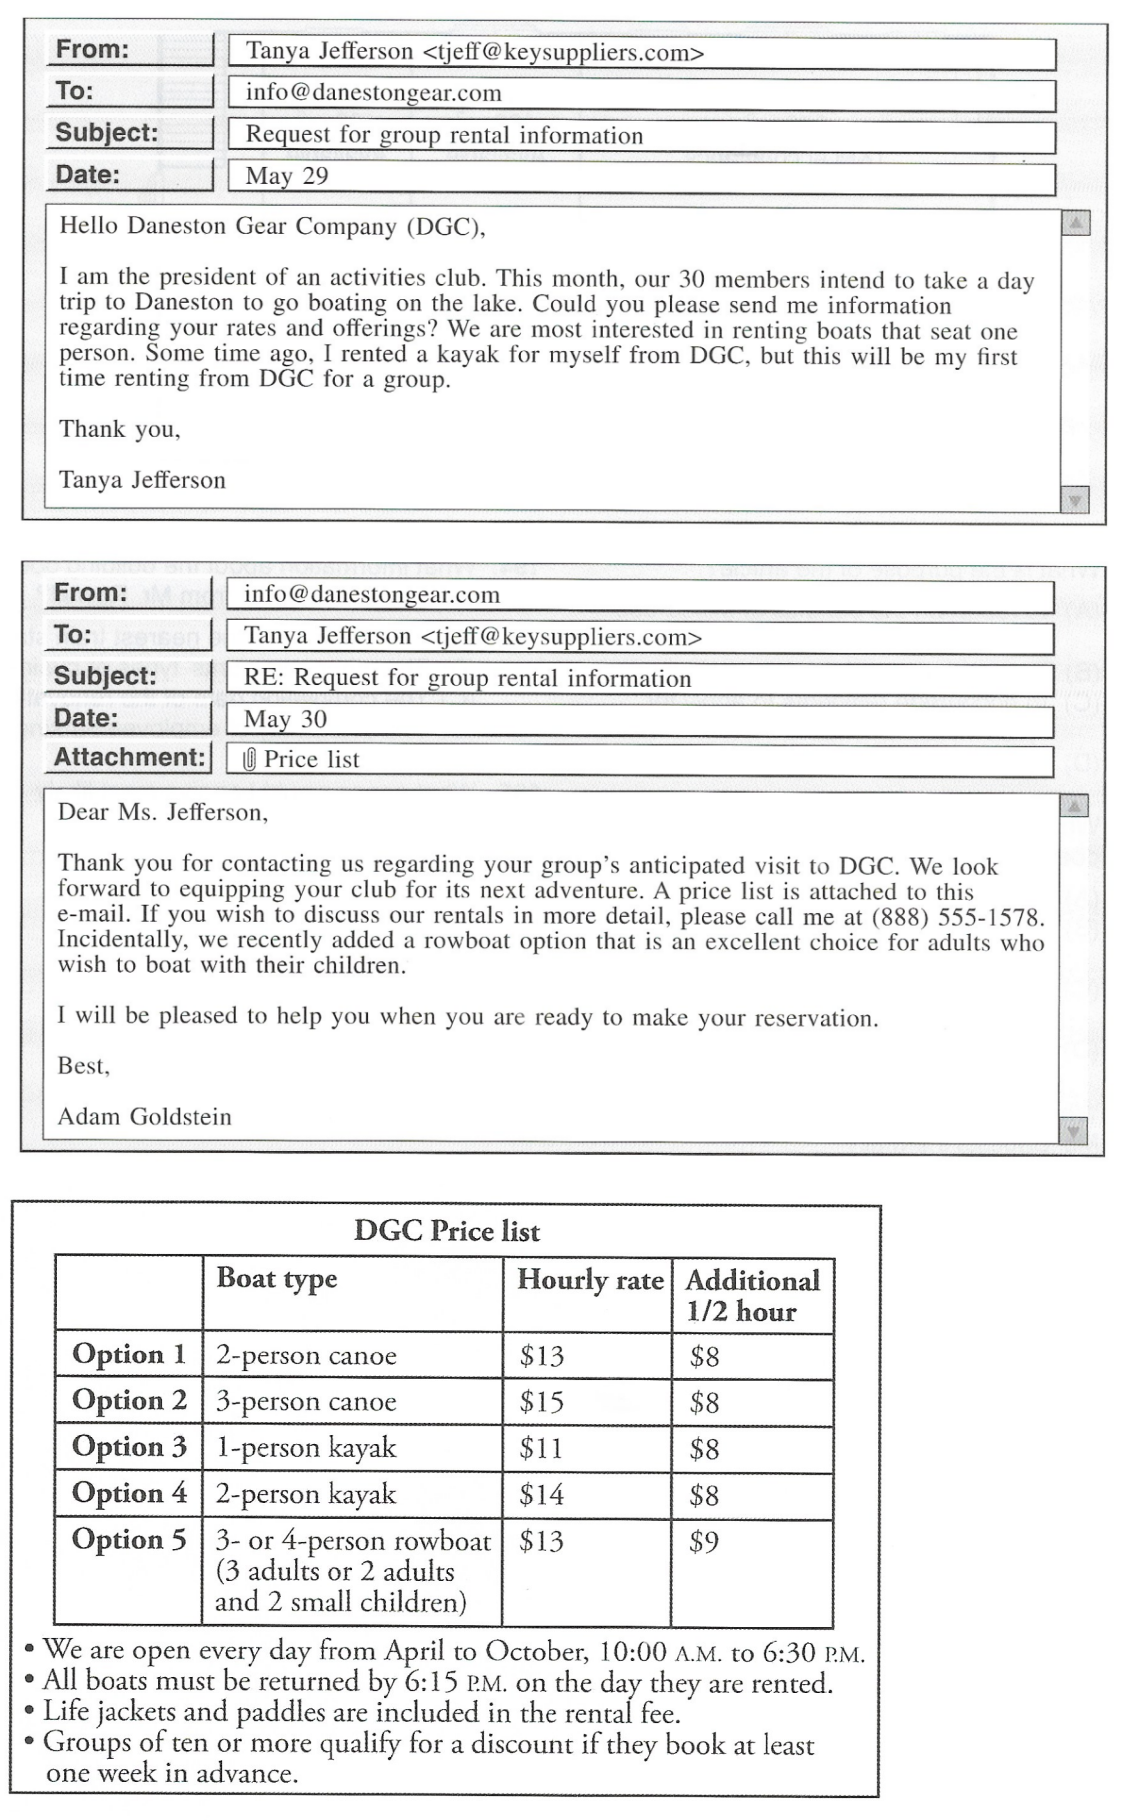 From: Tanya Jefferson <tjeff@keysuppliers.com>
To: info@danestongear.com
Subject: Request for group rental information
Date: May 29
Hello Daneston Gear Company (DGC),
I am the president of an activities club. This month, our 30 members intend to take a day
trip to Daneston to go boating on the lake. Could you please send me information
regarding your rates and offerings? We are most interested in renting boats that seat one
person. Some time ago, I rented a kayak for myself from DGC, but this will be my first
time renting from DGC for a group.
Thank you,
Tanya Jefferson
From: info@danestongear.com
To: Tanya Jefferson <tjeff@keysuppliers.com>
Subject: RE: Request for group rental information
Date: May 30
Attachment: Price list
Dear Ms. Jefferson,
Thank you for contacting us regarding your group's anticipated visit to DGC. We look
forward to equipping your club for its next adventure. A price list is attached to this
e-mail. If you wish to discuss our rentals in more detail, please call me at (888) 555-1578.
Incidentally, we recently added a rowboat option that is an excellent choice for adults who
wish to boat with their children.
I will be pleased to help you when you are ready to make your reservation.
Best,
Adam Goldstein
DGC Price list
Boat type Hourly rate Additional
1/2 hour
Option 1 2-person canoe $13 $8
Option 2 3-person canoe $15 $8
Option 3 1-person kayak $11 $8
Option 4 2-person kayak $14 $8
Option 5 3- or 4-person rowboat $13 $9
(3 adults or 2 adults
and 2 small children)
• We are open every day from April to October, 10:00 A.M. to 6:30 P.M.
• All boats must be returned by 6:15 P.M. on the day they are rented.
• Life jackets and paddles are included in the rental fee.
• Groups of ten or more qualify for a discount if they book at least
one week in advance.